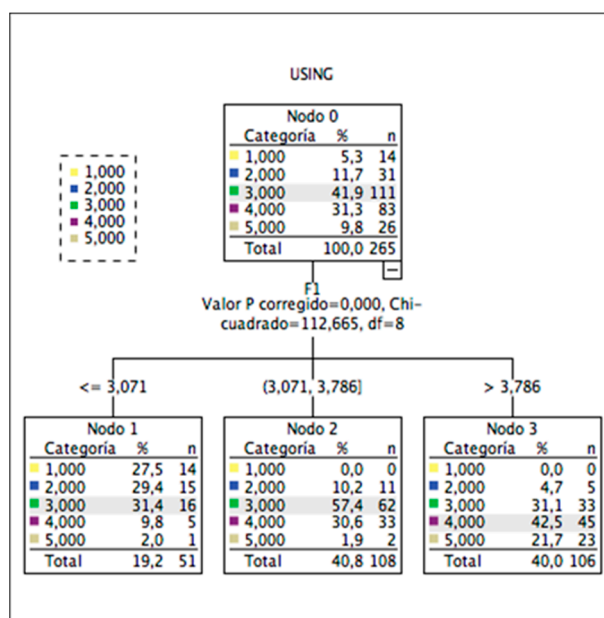 USING
Nodo 0
Categoría % n
1,000 5,3 14
2,000 11,7 31
3,000 41,9 111
4,000 31,3 83
5,000 9,8 26
Total 100,0 265
1,000
2,000
3,000
4,000
5,000
F1
Valor P corregido=0,000, Chi-
cuadrado=112,665, df=8
<= 3,071
(3,071, 3,786]
> 3,786
Nodo 1
Categoría % n
1,000 27,5 14
2,000 29,4 15
3,000 31,4 16
4,000 9,8 5
5,000 2,0 1
Total 19,2 51
Nodo 2
Categoría % n
1,000 0,0 0
2,000 10,2 11
3,000 57,4 62
4,000 30,6 33
5,000 1,9 2
Total 40,8 108
Nodo 3
Categoría % n
1,000 0,0 0
2,000 4,7 5
3,000 31,1 33
4,000 42,5 45
5,000 21,7 23
Total 40,0 106